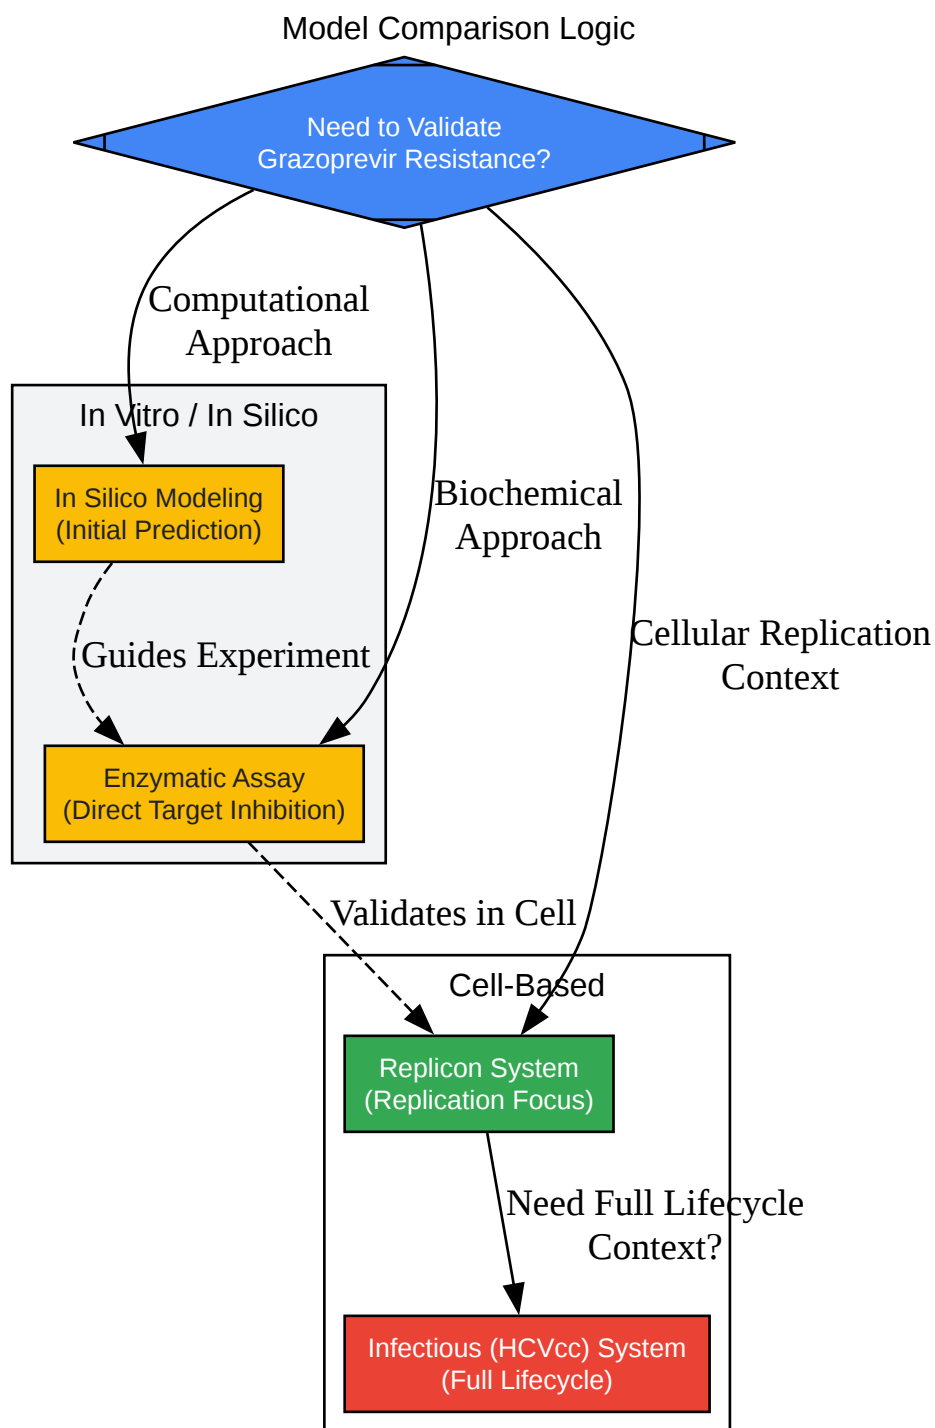 Model Comparison Logic
Need to Validate
Grazoprevir Resistance?
Computational
Approach
In Vitro / In Silico
In Silico Modeling
(Initial Prediction)
Biochemical
Approach
Guides Experiment
Cellular Replication
Context
Enzymatic Assay
(Direct Target Inhibition)
Validates in Cell
Cell-Based
Replicon System
(Replication Focus)
Need Full Lifecycle
Context?
Infectious (HCVcc) System
(Full Lifecycle)